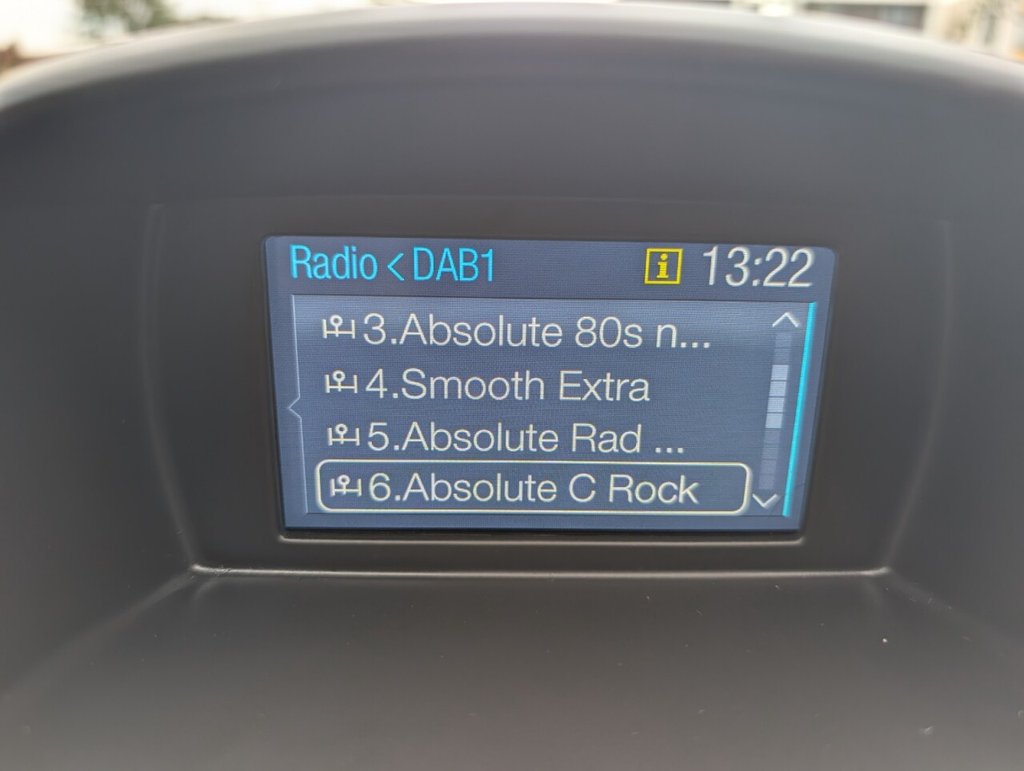 Radio < DAB1 i 13:22
3.Absolute 80s n...
4.Smooth Extra
5.Absolute Rad ...
6.Absolute C Rock